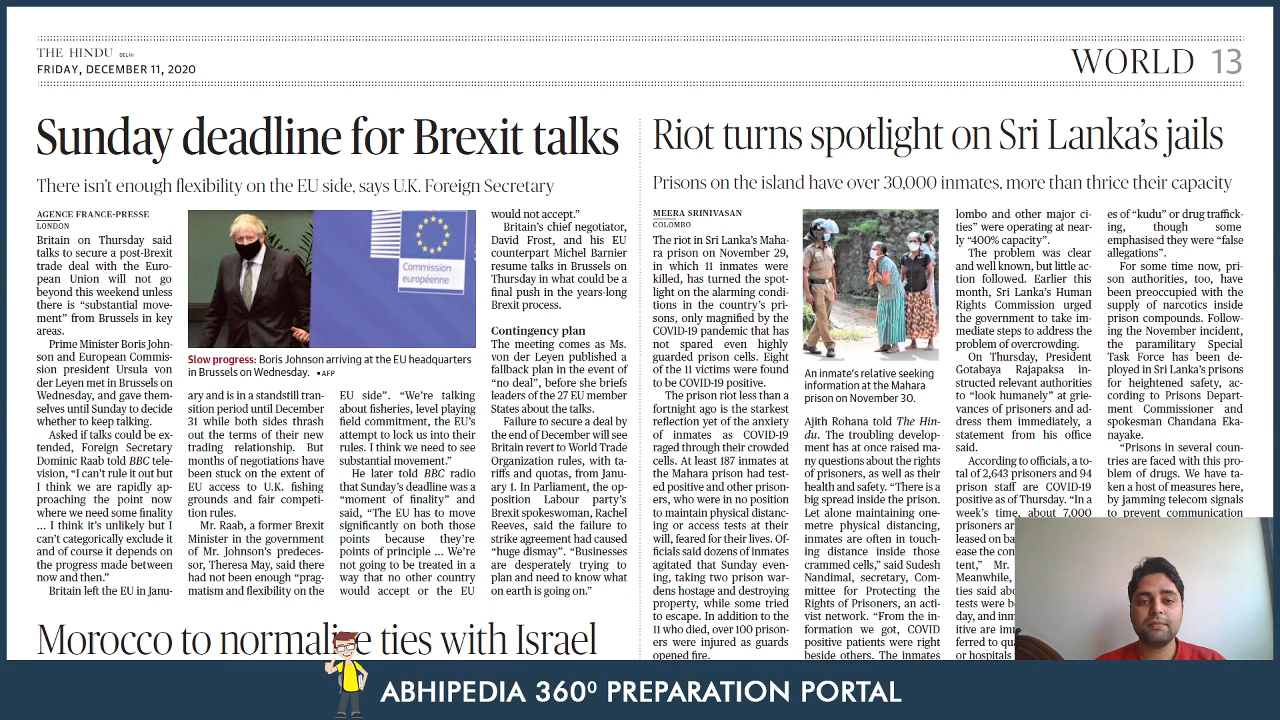 THE HINDU DELHI
FRIDAY, DECEMBER 11, 2020
WORLD 13
Sunday deadline for Brexit talks
There isn't enough flexibility on the EU side, says U.K. Foreign Secretary
AGENCE FRANCE-PRESSE
LONDON
Britain on Thursday said
talks to secure a post-Brexit
trade deal with the Euro-
pean Union will not go
beyond this weekend unless
there is "substantial move-
ment" from Brussels in key
areas.
Prime Minister Boris John-
son and European Commis-
sion president Ursula von
der Leyen met in Brussels on
Wednesday, and gave them-
selves until Sunday to decide
whether to keep talking.
Asked if talks could be ex-
tended, Foreign Secretary
Dominic Raab told BBC tele-
vision, "I can't rule it out but
I think we are rapidly ap-
proaching the point now
where we need some finality
... I think it's unlikely but I
can't categorically exclude it
and of course it depends on
the progress made between
now and then."
Britain left the EU in Janu-
Commission
européenne
Slow progress: Boris Johnson arriving at the EU headquarters
in Brussels on Wednesday. ■ AFP
ary and is in a standstill tran-
sition period until December
31 while both sides thrash
out the terms of their new
trading relationship. But
months of negotiations have
been stuck on the extent of
EU access to U.K. fishing
grounds and fair competi-
tion rules.
Mr. Raab, a former Brexit
Minister in the government
of Mr. Johnson's predeces-
sor, Theresa May, said there
had not been enough "prag-
matism and flexibility on the
EU side". "We're talking
about fisheries, level playing
field commitment, the EU's
attempt to lock us into their
rules. I think we need to see
substantial movement."
He later told BBC radio
that Sunday's deadline was a
"moment of finality" and
said, "The EU has to move
significantly on both those
points because they're
points of principle ... We're
not going to be treated in a
way that no other country
would accept or the EU
would not accept."
Britain's chief negotiator,
David Frost, and his EU
counterpart Michel Barnier
resume talks in Brussels on
Thursday in what could be a
final push in the years-long
Brexit process.
Contingency plan
The meeting comes as Ms.
von der Leyen published a
fallback plan in the event of
"no deal", before she briefs
leaders of the 27 EU member
States about the talks.
Failure to secure a deal by
the end of December will see
Britain revert to World Trade
Organization rules, with ta-
riffs and quotas, from Janu-
ary 1. In Parliament, the op-
position Labour party's
Brexit spokeswoman, Rachel
Reeves, said the failure to
strike agreement had caused
"huge dismay". "Businesses
are desperately trying to
plan and need to know what
on earth is going on."
Riot turns spotlight on Sri Lanka's jails
Prisons on the island have over 30,000 inmates, more than thrice their capacity
MEERA SRINIVASAN
COLOMBO
The riot in Sri Lanka's Maha-
ra prison on November 29,
in which 11 inmates were
killed, has turned the spot-
light on the alarming condi-
tions in the country's pri-
sons, only magnified by the
COVID-19 pandemic that has
not spared even highly
guarded prison cells. Eight
of the 11 victims were found
to be COVID-19 positive.
The prison riot less than a
fortnight ago is the starkest
reflection yet of the anxiety
of inmates as COVID-19
raged through their crowded
cells. At least 187 inmates at
the Mahara prison had test-
ed positive and other prison-
ers, who were in no position
to maintain physical distanc-
ing or access tests at their
will, feared for their lives. Of-
ficials said dozens of inmates
agitated that Sunday even-
ing, taking two prison war-
dens hostage and destroying
property, while some tried
to escape. In addition to the
11 who died, over 100 prison-
ers were injured as guards
opened fire.
An inmate's relative seeking
information at the Mahara
prison on November 30.
Ajith Rohana told The Hin-
du. The troubling develop-
ment has at once raised ma-
ny questions about the rights
of prisoners, as well as their
health and safety. "There is a
big spread inside the prison.
Let alone maintaining one-
metre physical distancing,
inmates are often in touch-
ing distance inside those
crammed cells," said Sudesh
Nandimal, secretary, Com-
mittee for Protecting the
Rights of Prisoners, an acti-
vist network. "From the in-
formation we got, COVID
positive patients were right
beside others. The inmates
lombo and other major ci-
ties" were operating at near-
ly "400% capacity".
The problem was clear
and well known, but little ac-
tion followed. Earlier this
month, Sri Lanka's Human
Rights Commission urged
the government to take im-
mediate steps to address the
problem of overcrowding.
On Thursday, President
Gotabaya Rajapaksa in-
structed relevant authorities
to "look humanely" at grie-
vances of prisoners and ad-
dress them immediately, a
statement from his office
said.
According to officials, a to-
tal of 2,643 prisoners and 94
prison staff are COVID-19
positive as of Thursday. "In a
week's time, about 7,000
prisoners ar
leased on ba
ease the con
tent," Mr.
Meanwhile,
ties said abo
tests were b
day, and inm
itive are im
ferred to qu
or hospitals
es of "kudu" or drug traffick-
ing, though some
emphasised they were "false
allegations".
For some time now, pri-
son authorities, too, have
been preoccupied with the
supply of narcotics inside
prison compounds. Follow-
ing the November incident,
the paramilitary Special
Task Force has been de-
ployed in Sri Lanka's prisons
for heightened safety, ac-
cording to Prisons Depart-
ment Commissioner and
spokesman Chandana Eka-
nayake.
"Prisons in several coun-
tries are faced with this pro-
blem of drugs. We have ta-
ken a host of measures here,
by jamming telecom signals
to prevent communication
Morocco to normalise ties with Israel
ABHIPEDIA 360⁰ PREPARATION PORTAL